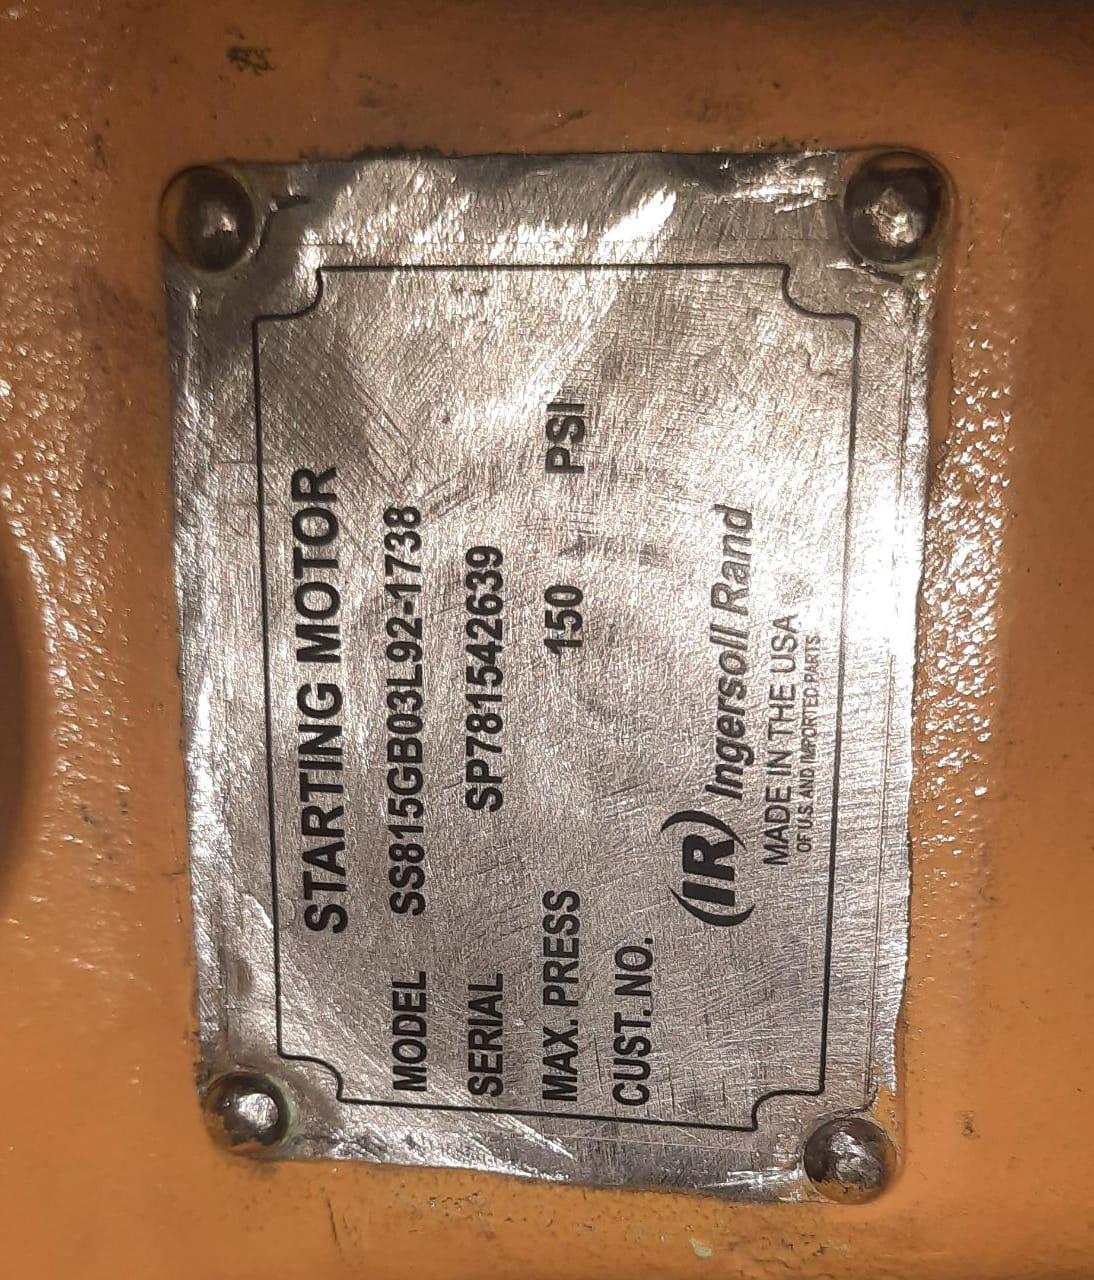 STARTING MOTOR
MODEL SS815GB03L92-1738
SERIAL SP781542639
MAX. PRESS 150 PSI
CUST. NO.
(IR) Ingersoll Rand
MADE IN THE USA
OF U.S. AND IMPORTED PARTS